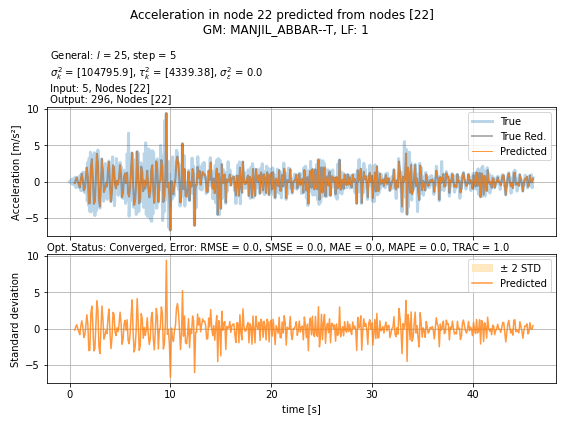 Acceleration in node 22 predicted from nodes [22]
GM: MANJIL_ABBAR--T, LF: 1
General: l = 25, step = 5
σ²ₖ = [104795.9], τ²ₖ = [4339.38], σ²ε = 0.0
Input: 5, Nodes [22]
Output: 296, Nodes [22]
Acceleration [m/s²]
10
5
0
−5
True
True Red.
Predicted
Opt. Status: Converged, Error: RMSE = 0.0, SMSE = 0.0, MAE = 0.0, MAPE = 0.0, TRAC = 1.0
Standard deviation
10
5
0
−5
± 2 STD
Predicted
0 10 20 30 40
time [s]